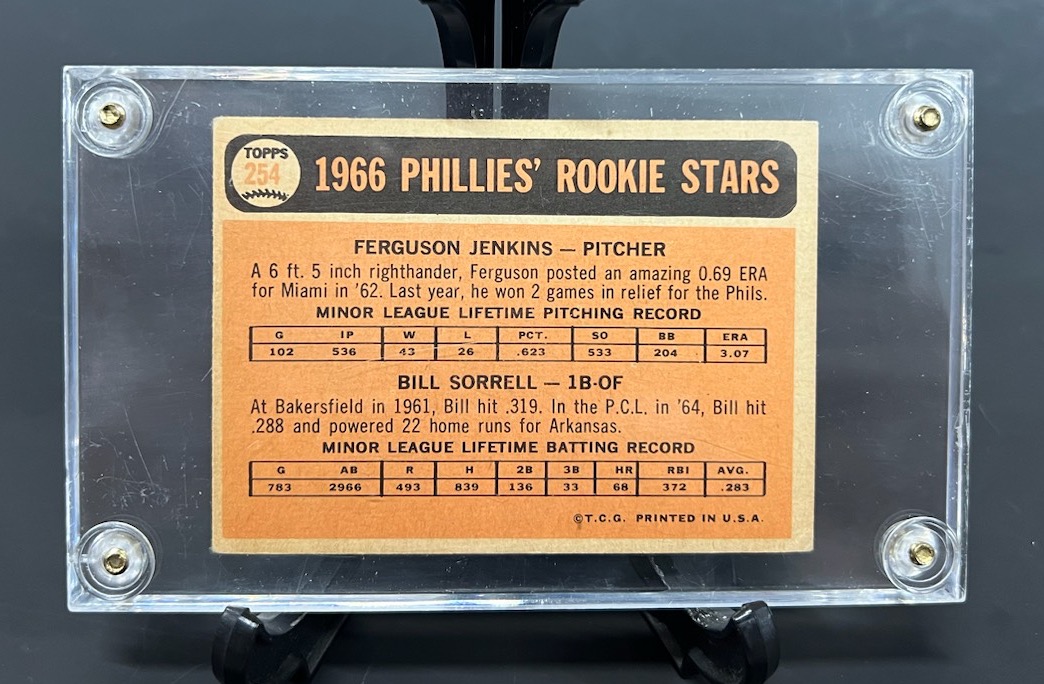 TOPPS
254
1966 PHILLIES' ROOKIE STARS
FERGUSON JENKINS — PITCHER
A 6 ft. 5 inch righthander, Ferguson posted an amazing 0.69 ERA
for Miami in '62. Last year, he won 2 games in relief for the Phils.
MINOR LEAGUE LIFETIME PITCHING RECORD
G IP W L PCT. SO BB ERA
102 536 43 26 .623 533 204 3.07
BILL SORRELL — 1B-OF
At Bakersfield in 1961, Bill hit .319. In the P.C.L. in '64, Bill hit
.288 and powered 22 home runs for Arkansas.
MINOR LEAGUE LIFETIME BATTING RECORD
G AB R H 2B 3B HR RBI AVG.
783 2966 493 839 136 33 68 372 .283
©T.C.G. PRINTED IN U.S.A.